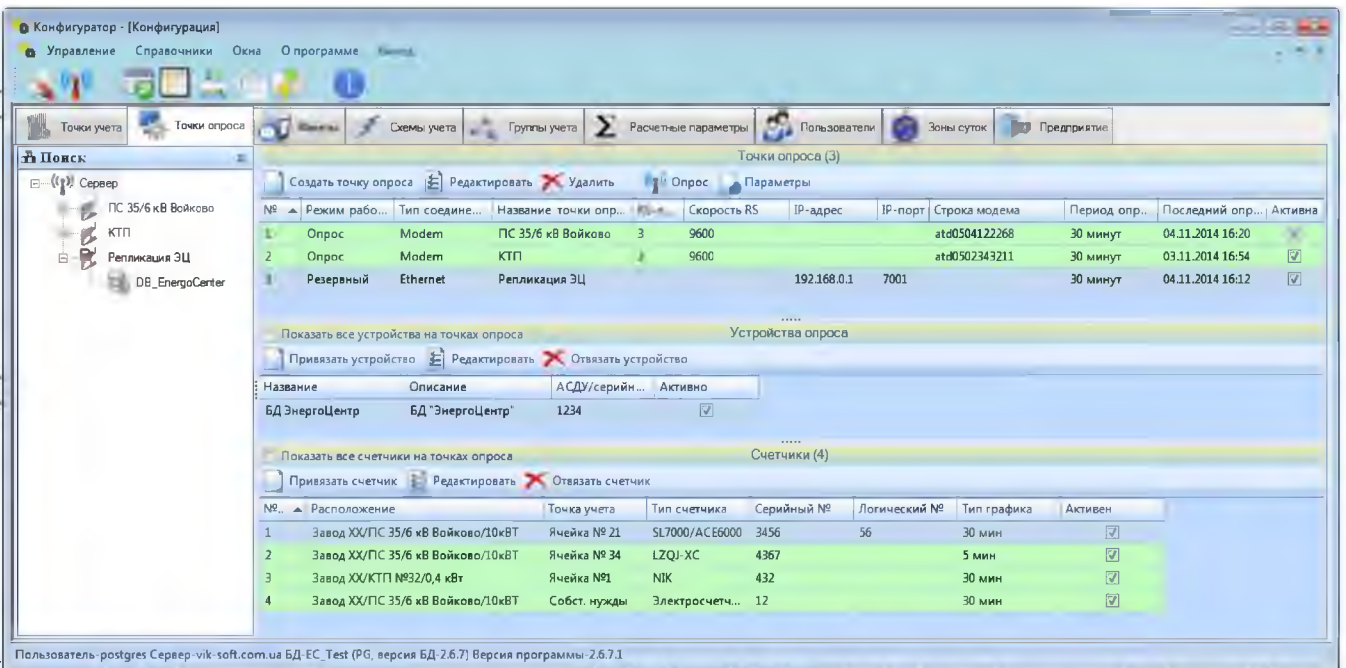 Конфигуратор - [Конфигурация]
Управление Справочники Окна О программе
Точки учета Точки опроса Схемы учета Группы учета Расчетные параметры Пользователи Зоны суток Предприятие
Поиск
Сервер
ПС 35/6 кВ Войково
КТП
Репликация ЭЦ
DB_EnergoCenter
Точки опроса (3)
Создать точку опроса Редактировать Удалить Опрос Параметры
№ Режим рабо... Тип соедине... Название точки опр... Скорость RS IP-адрес IP-порт Строка модема Период опр... Последний опр... Активна
1 Опрос Modem ПС 35/6 кВ Войково 3 9600 atd0504122268 30 минут 04.11.2014 16:20
2 Опрос Modem КТП 9600 atd0502343211 30 минут 03.11.2014 16:54
3 Резервный Ethernet Репликация ЭЦ 192.168.0.1 7001 30 минут 04.11.2014 16:12
Показать все устройства на точках опроса Устройства опроса
Привязать устройство Редактировать Отвязать устройство
Название Описание АСДУ/серийн... Активно
БД ЭнергоЦентр БД "ЭнергоЦентр" 1234
Показать все счетчики на точках опроса Счетчики (4)
Привязать счетчик Редактировать Отвязать счетчик
№.. Расположение Точка учета Тип счетчика Серийный № Логический № Тип графика Активен
1 Завод XX/ПС 35/6 кВ Войково/10кВТ Ячейка № 21 SL7000/ACE6000 3456 56 30 мин
2 Завод XX/ПС 35/6 кВ Войково/10кВТ Ячейка № 34 LZQJ-XC 4367 5 мин
3 Завод XX/КТП №32/0,4 кВт Ячейка №1 NIK 432 30 мин
4 Завод XX/ПС 35/6 кВ Войково/10кВТ Собст. нужды Электросчетч... 12 30 мин
Пользователь-postgres Сервер-vik-soft.com.ua БД-EC_Test (PG, версия БД-2.6.7) Версия программы-2.6.7.1